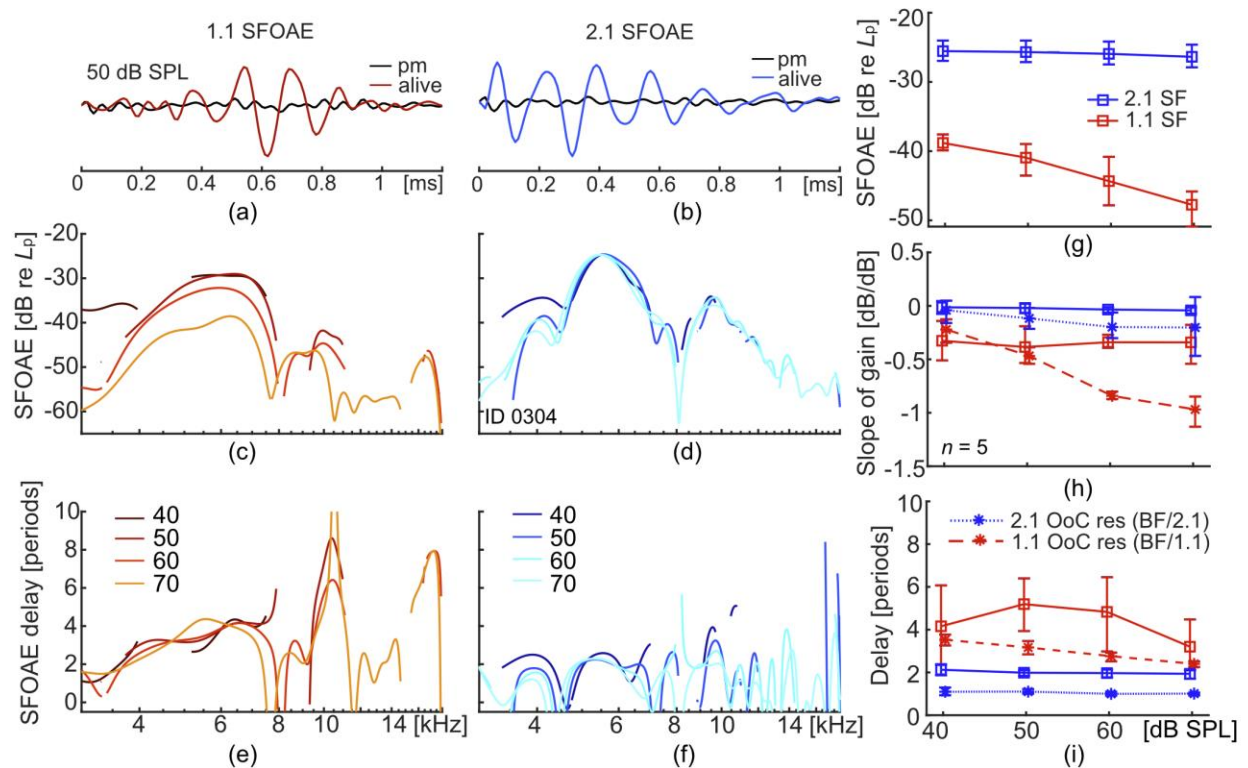 1.1 SFOAE
50 dB SPL
pm
alive
0 0.2 0.4 0.6 0.8 1 [ms]
(a)
2.1 SFOAE
pm
alive
0 0.2 0.4 0.6 0.8 1 [ms]
(b)
SFOAE [dB re Lp]
-20
-30
-40
-50
-60
(c)
ID 0304
(d)
SFOAE delay [periods]
10
8
6
4
2
0
40
50
60
70
4 6 8 10 14 [kHz]
(e)
40
50
60
70
4 6 8 10 14 [kHz]
(f)
SFOAE [dB re Lp]
-20
-30
-40
-50
2.1 SF
1.1 SF
(g)
Slope of gain [dB/dB]
0.5
0
-0.5
-1
-1.5
n = 5
(h)
Delay [periods]
10
8
6
4
2
0
2.1 OoC res (BF/2.1)
1.1 OoC res (BF/1.1)
40 50 60 [dB SPL]
(i)